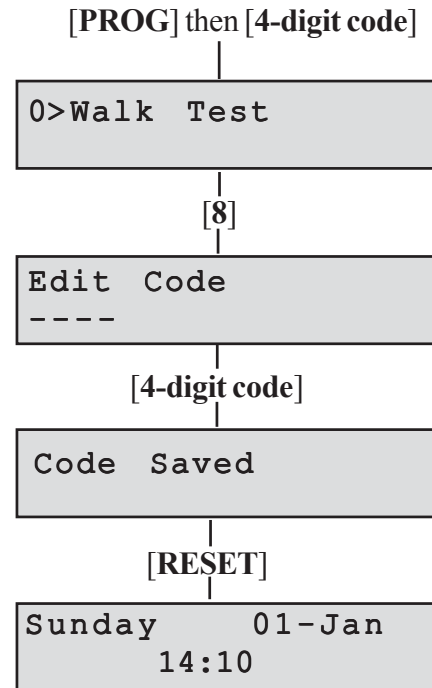 [PROG] then [4-digit code]
0>Walk Test
[8]
Edit Code
----
[4-digit code]
Code Saved
[RESET]
Sunday 01-Jan
14:10